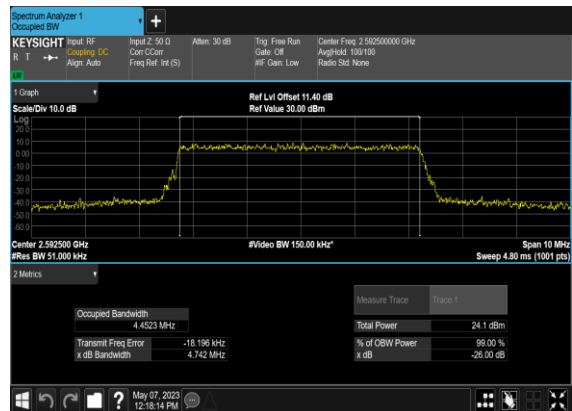 Spectrum Analyzer 1
Occupied BW
+
KEYSIGHT Input: RF Input Z: 50 Ω Atten: 30 dB Trig: Free Run Center Freq: 2.592500000 GHz
R T Coupling: DC Corr CCorr Gate: Off Avg|Hold: 100/100
Align: Auto Freq Ref: Int (S) #IF Gain: Low Radio Std: None
LW
1 Graph
Ref Lvl Offset 11.40 dB
Scale/Div 10.0 dB Ref Value 30.00 dBm
Log
20.0
10.0
0.00
-10.0
-20.0
-30.0
-40.0
-50.0
-60.0
Center 2.592500 GHz #Video BW 150.00 kHz* Span 10 MHz
#Res BW 51.000 kHz Sweep 4.80 ms (1001 pts)
2 Metrics
Measure Trace Trace 1
Occupied Bandwidth
4.4523 MHz Total Power 24.1 dBm
Transmit Freq Error -18.196 kHz % of OBW Power 99.00 %
x dB Bandwidth 4.742 MHz x dB -26.00 dB
? May 07, 2023
12:18:14 PM